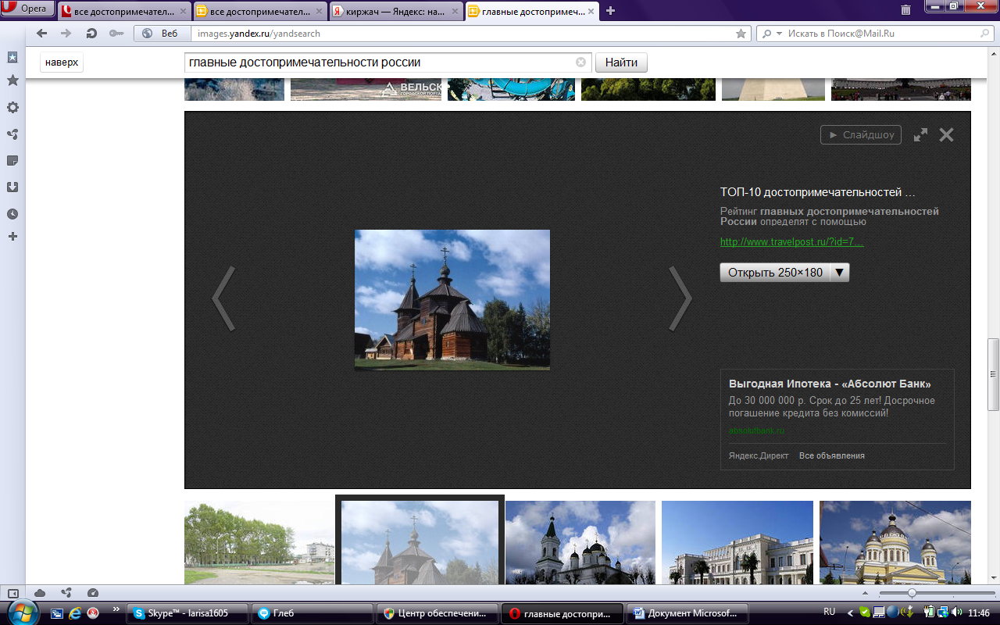 Opera
все достопримечател...
все достопримечател...
киржач — Яндекс: на...
главные достопримеч...
Веб
images.yandex.ru/yandsearch
Искать в Поиск@Mail.Ru
наверх
главные достопримечательности россии
Найти
ВЕЛЬСК
Слайдшоу
ТОП-10 достопримечательностей ...
Рейтинг главных достопримечательностей
России определят с помощью
http://www.travelpost.ru/?id=7...
Открыть 250×180
Выгодная Ипотека - «Абсолют Банк»
До 30 000 000 р. Срок до 25 лет! Досрочное
погашение кредита без комиссий!
absolutbank.ru
Яндекс.Директ Все объявления
Skype™ - larisa1605
Глеб
Центр обеспечени...
главные достопри...
Документ Microsof...
RU
11:46